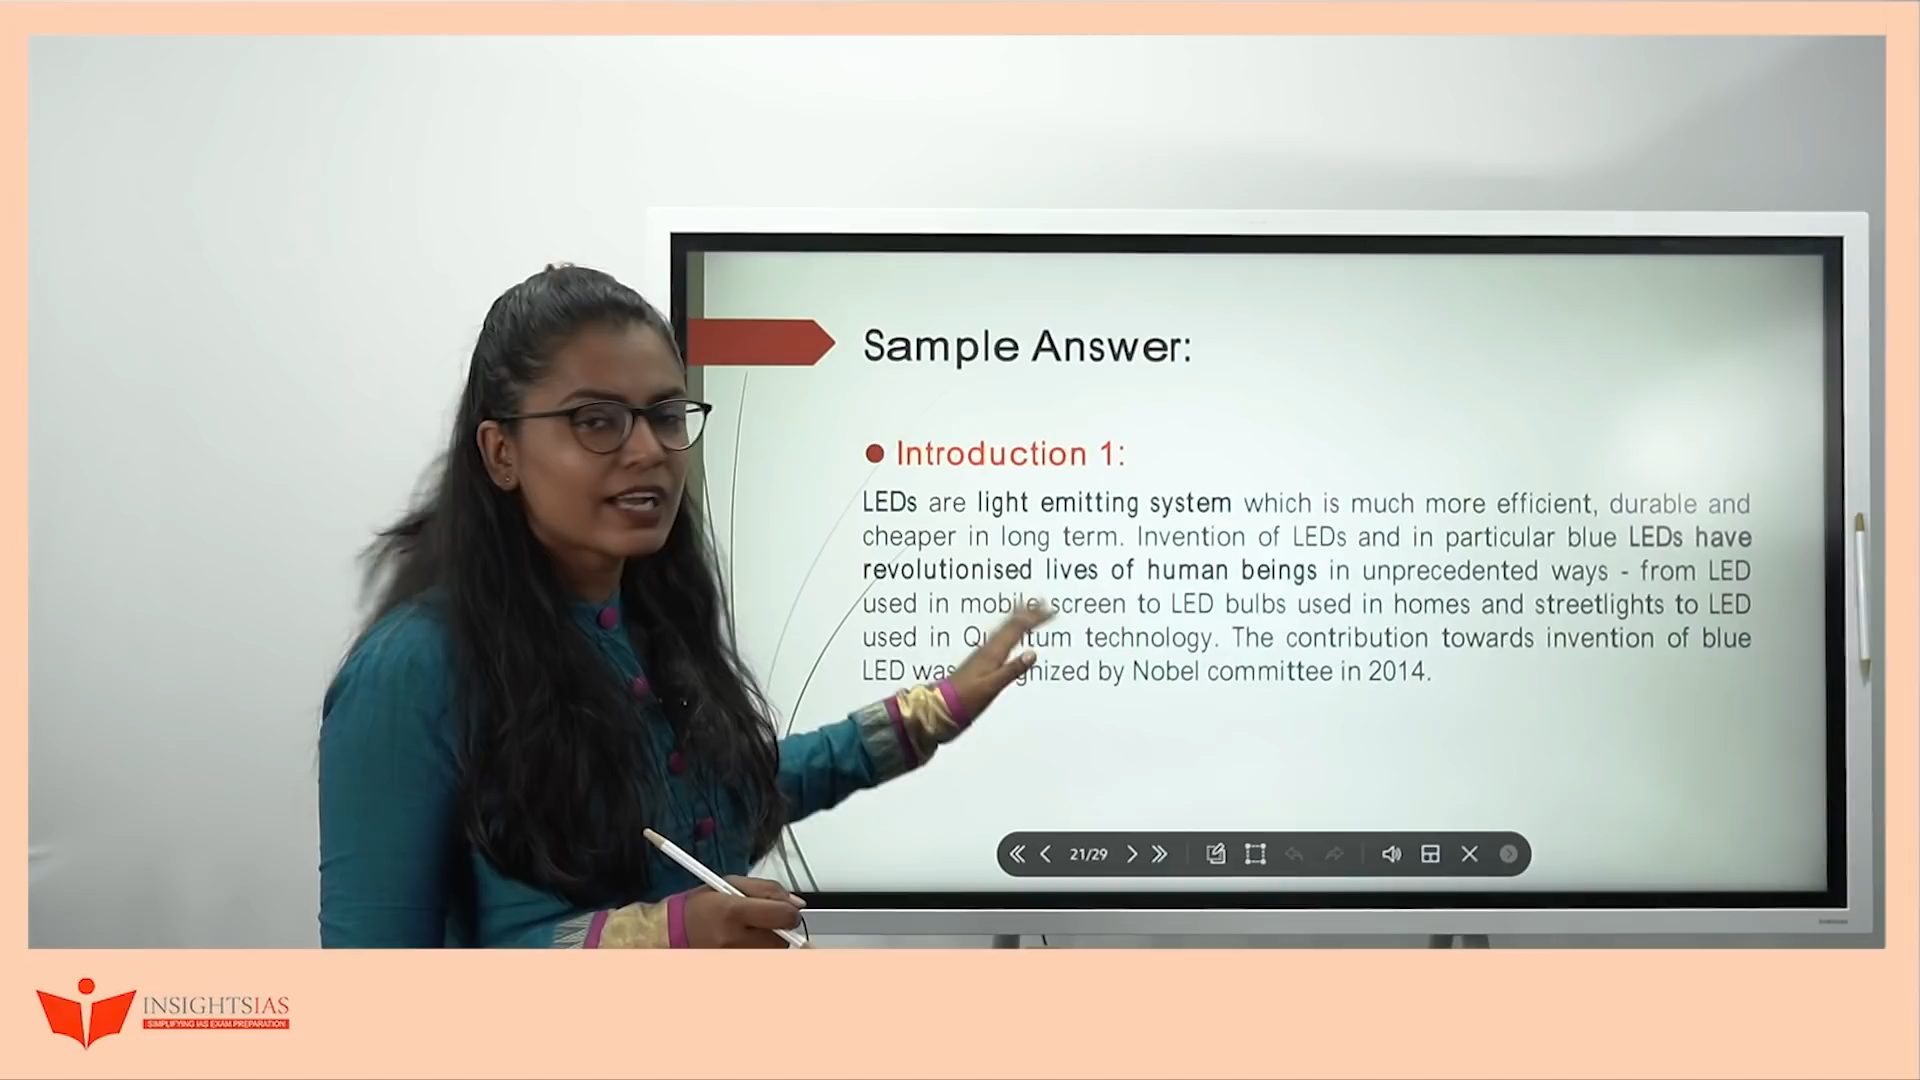 Sample Answer:
Introduction 1:
LEDs are light emitting system which is much more efficient, durable and
cheaper in long term. Invention of LEDs and in particular blue LEDs have
revolutionised lives of human beings in unprecedented ways - from LED
used in mobile screen to LED bulbs used in homes and streetlights to LED
used in Quantum technology. The contribution towards invention of blue
LED was by Nobel committee in 2014.
21/29
INSIGHTSIAS
SIMPLIFYING IAS EXAM PREPARATION